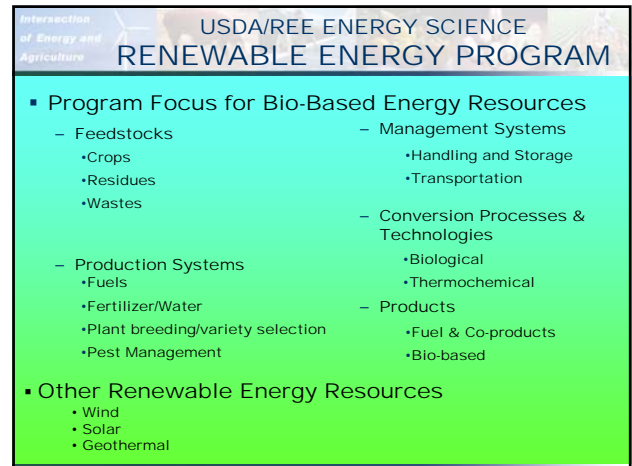 Intersection
of Energy and
Agriculture
USDA/REE ENERGY SCIENCE
RENEWABLE ENERGY PROGRAM
▪ Program Focus for Bio-Based Energy Resources
– Feedstocks
•Crops
•Residues
•Wastes
– Production Systems
•Fuels
•Fertilizer/Water
•Plant breeding/variety selection
•Pest Management
– Management Systems
•Handling and Storage
•Transportation
– Conversion Processes &
Technologies
•Biological
•Thermochemical
– Products
•Fuel & Co-products
•Bio-based
▪ Other Renewable Energy Resources
• Wind
• Solar
• Geothermal